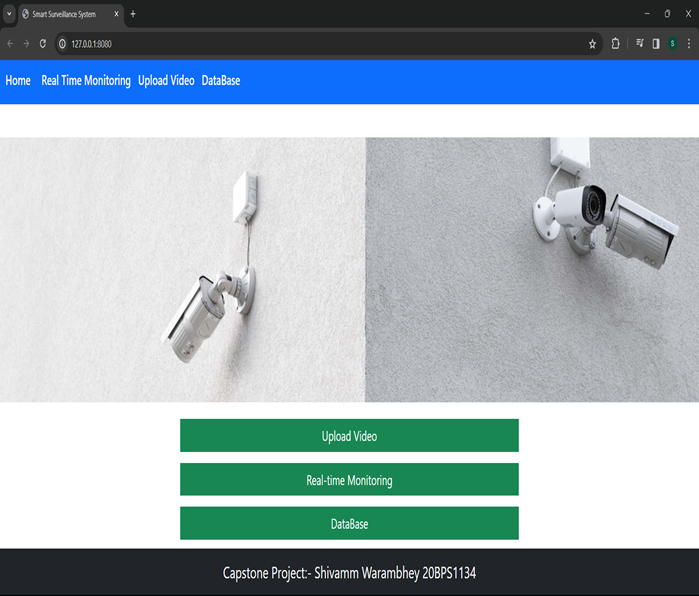 Smart Surveillance System
127.0.0.1:8080
S
Home Real Time Monitoring Upload Video DataBase
Upload Video
Real-time Monitoring
DataBase
Capstone Project:- Shivamm Warambhey 20BPS1134